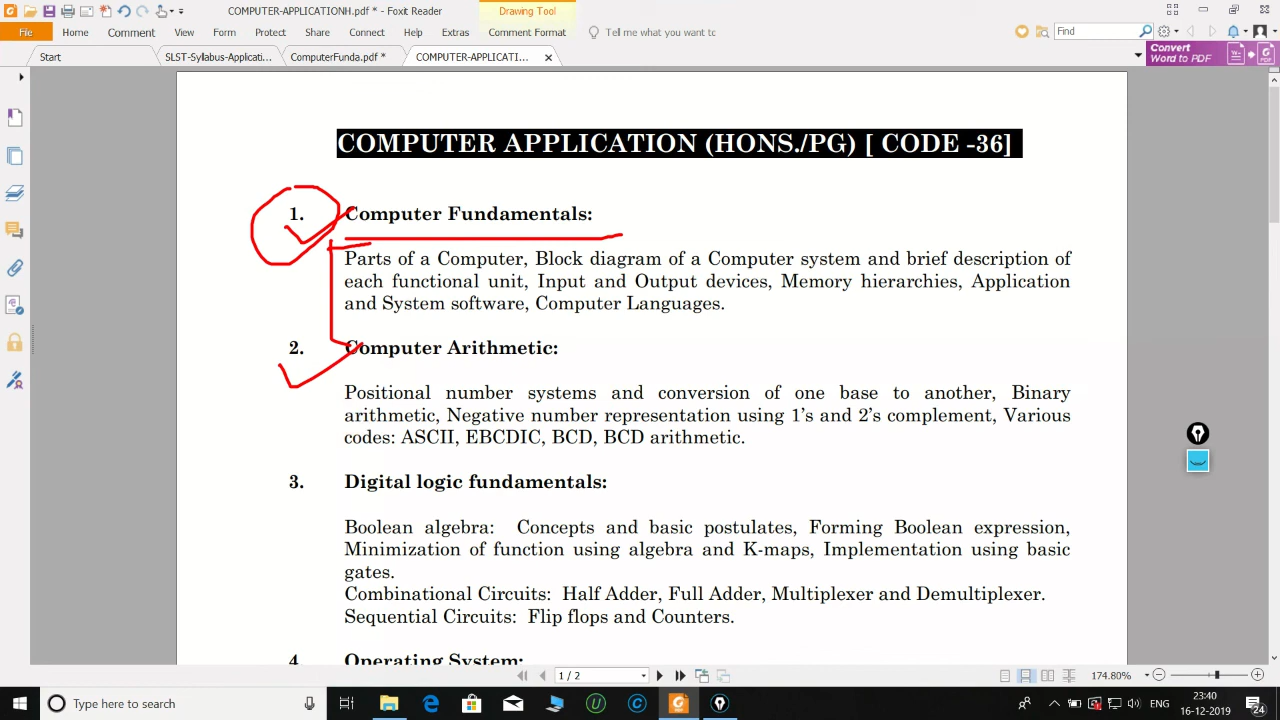 COMPUTER-APPLICATIONH.pdf * - Foxit Reader
Drawing Tool
File Home Comment View Form Protect Share Connect Help Extras Comment Format Tell me what you want tc Find
Start SLST-Syllabus-Applicati... ComputerFunda.pdf * COMPUTER-APPLICATI...
Convert
Word to PDF
COMPUTER APPLICATION (HONS./PG) [ CODE -36]
1. Computer Fundamentals:
Parts of a Computer, Block diagram of a Computer system and brief description of
each functional unit, Input and Output devices, Memory hierarchies, Application
and System software, Computer Languages.
2. Computer Arithmetic:
Positional number systems and conversion of one base to another, Binary
arithmetic, Negative number representation using 1's and 2's complement, Various
codes: ASCII, EBCDIC, BCD, BCD arithmetic.
3. Digital logic fundamentals:
Boolean algebra: Concepts and basic postulates, Forming Boolean expression,
Minimization of function using algebra and K-maps, Implementation using basic
gates.
Combinational Circuits: Half Adder, Full Adder, Multiplexer and Demultiplexer.
Sequential Circuits: Flip flops and Counters.
4 Operating System:
1 / 2
174.80%
Type here to search
ENG
23:40
16-12-2019
24